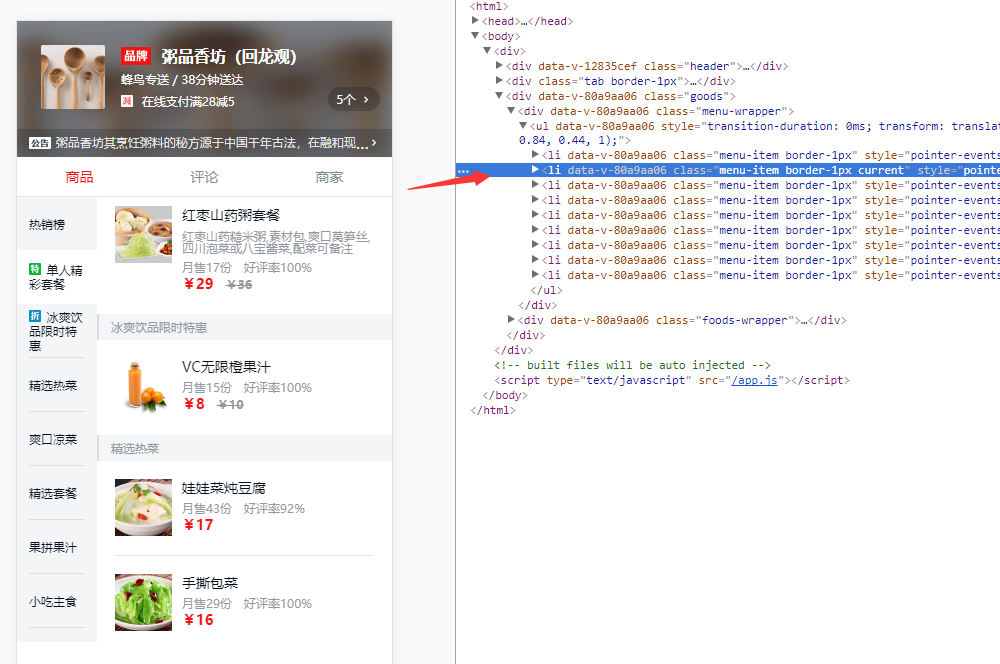 品牌 粥品香坊（回龙观）
蜂鸟专送 / 38分钟送达
减 在线支付满28减5
5个 >
公告 粥品香坊其烹饪粥料的秘方源于中国千年古法，在融和现... >
商品
评论
商家
热销榜
特 单人精
彩套餐
折 冰爽饮
品限时特
惠
精选热菜
爽口凉菜
精选套餐
果拼果汁
小吃主食
红枣山药粥套餐
红枣山药糙米粥,素材包,爽口莴笋丝,
四川泡菜或八宝酱菜,配菜可备注
月售17份 好评率100%
￥29 ￥36
冰爽饮品限时特惠
VC无限橙果汁
月售15份 好评率100%
￥8 ￥10
精选热菜
娃娃菜炖豆腐
月售43份 好评率92%
￥17
手撕包菜
月售29份 好评率100%
￥16
<html>
▶<head>…</head>
▼<body>
▼<div>
▶<div data-v-12835cef class="header">…</div>
▶<div class="tab border-1px">…</div>
▼<div data-v-80a9aa06 class="goods">
▼<div data-v-80a9aa06 class="menu-wrapper">
▼<ul data-v-80a9aa06 style="transition-duration: 0ms; transform: translat
0.84, 0.44, 1);">
▶<li data-v-80a9aa06 class="menu-item border-1px" style="pointer-events
▶<li data-v-80a9aa06 class="menu-item border-1px current" style="pointe
▶<li data-v-80a9aa06 class="menu-item border-1px" style="pointer-events
▶<li data-v-80a9aa06 class="menu-item border-1px" style="pointer-events
▶<li data-v-80a9aa06 class="menu-item border-1px" style="pointer-events
▶<li data-v-80a9aa06 class="menu-item border-1px" style="pointer-events
▶<li data-v-80a9aa06 class="menu-item border-1px" style="pointer-events
▶<li data-v-80a9aa06 class="menu-item border-1px" style="pointer-events
▶<li data-v-80a9aa06 class="menu-item border-1px" style="pointer-events
</ul>
</div>
▶<div data-v-80a9aa06 class="foods-wrapper">…</div>
</div>
</div>
<!-- built files will be auto injected -->
<script type="text/javascript" src="/app.js"></script>
</body>
</html>